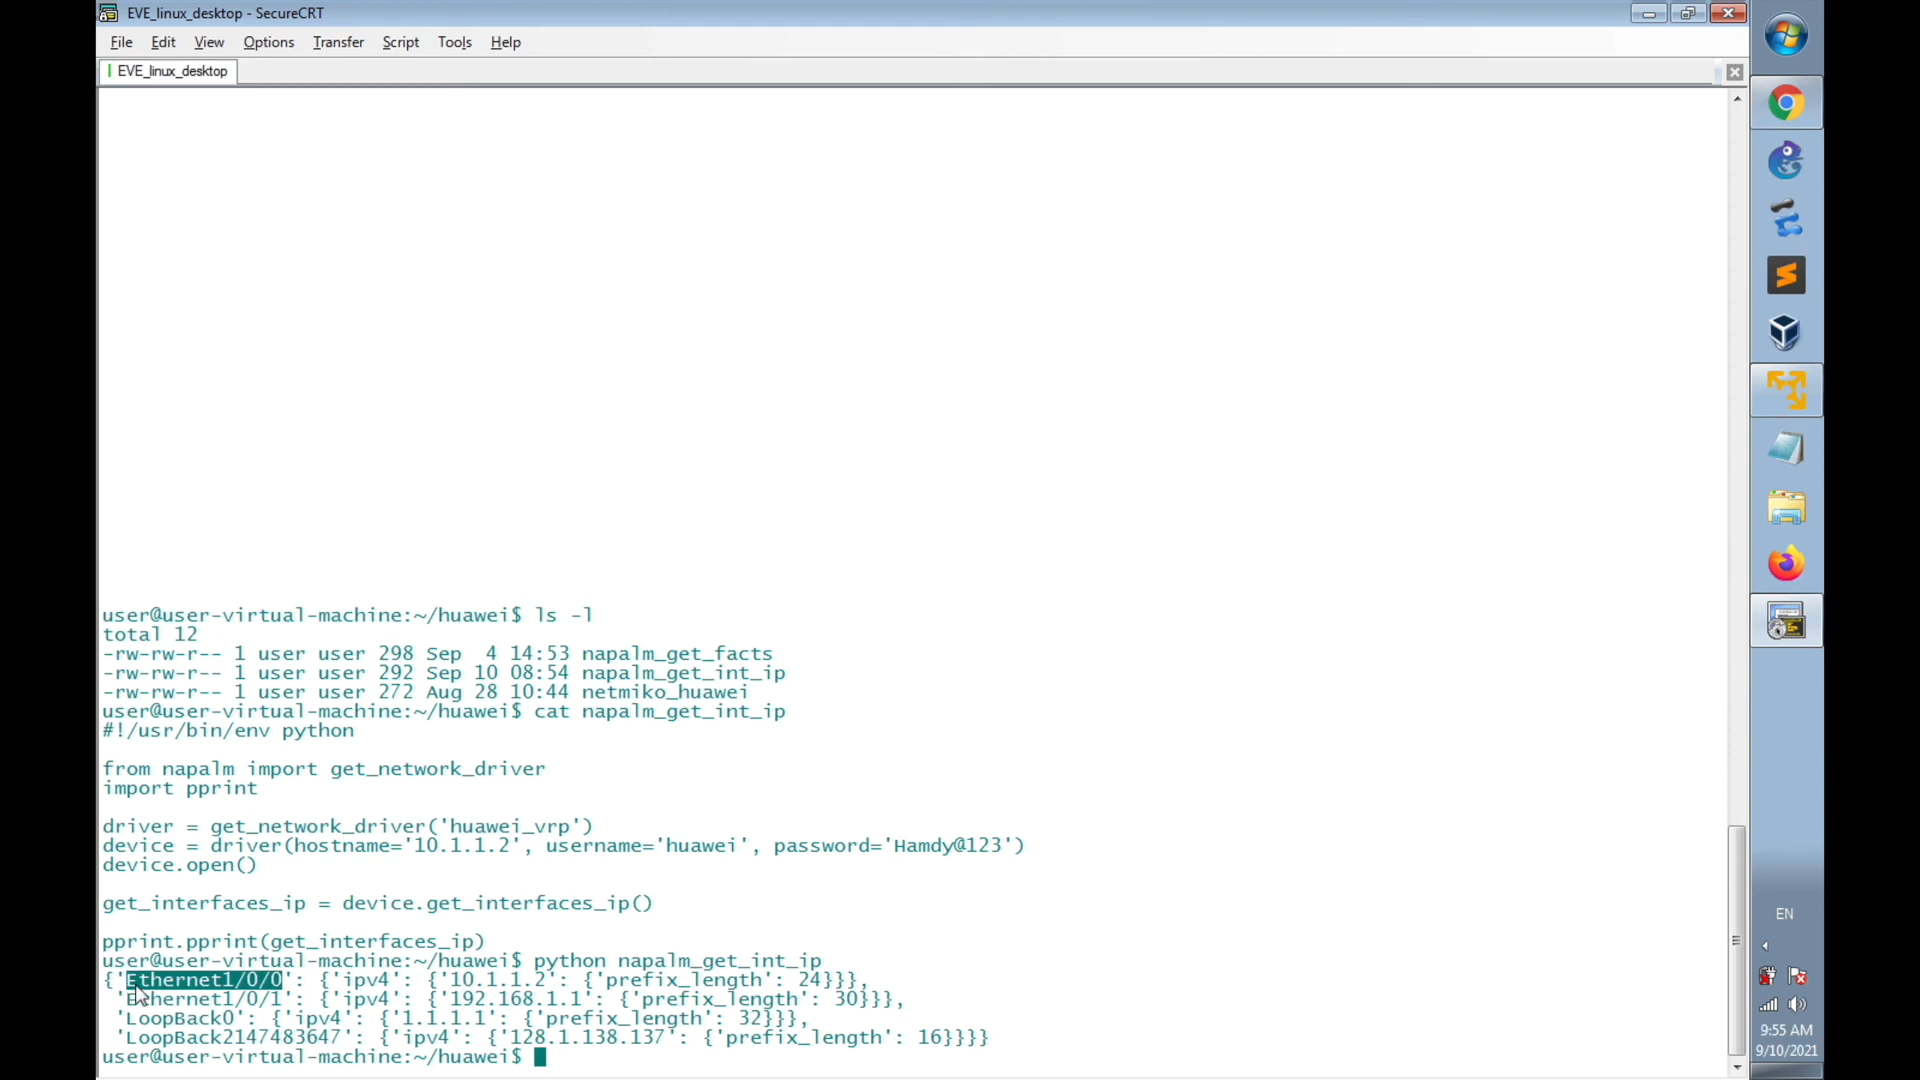 EVE_linux_desktop - SecureCRT
File Edit View Options Transfer Script Tools Help
EVE_linux_desktop
user@user-virtual-machine:~/huawei$ ls -l
total 12
-rw-rw-r-- 1 user user 298 Sep  4 14:53 napalm_get_facts
-rw-rw-r-- 1 user user 292 Sep 10 08:54 napalm_get_int_ip
-rw-rw-r-- 1 user user 272 Aug 28 10:44 netmiko_huawei
user@user-virtual-machine:~/huawei$ cat napalm_get_int_ip
#!/usr/bin/env python
from napalm import get_network_driver
import pprint
driver = get_network_driver('huawei_vrp')
device = driver(hostname='10.1.1.2', username='huawei', password='Hamdy@123')
device.open()
get_interfaces_ip = device.get_interfaces_ip()
pprint.pprint(get_interfaces_ip)
user@user-virtual-machine:~/huawei$ python napalm_get_int_ip
{'Ethernet1/0/0': {'ipv4': {'10.1.1.2': {'prefix_length': 24}}},
 'Ethernet1/0/1': {'ipv4': {'192.168.1.1': {'prefix_length': 30}}},
 'LoopBack0': {'ipv4': {'1.1.1.1': {'prefix_length': 32}}},
 'LoopBack2147483647': {'ipv4': {'128.1.138.137': {'prefix_length': 16}}}}
user@user-virtual-machine:~/huawei$
EN
9:55 AM
9/10/2021